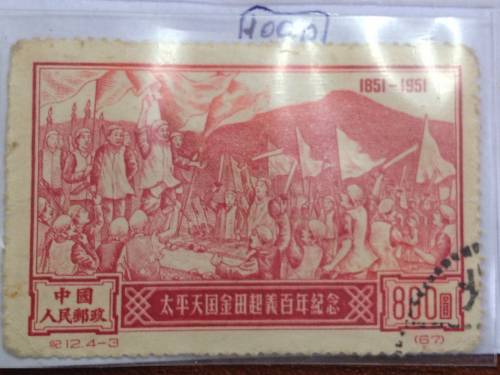 1851-1951
中國
人民郵政
太平天国金田起義百年紀念
800圓
紀12.4-3
(67)